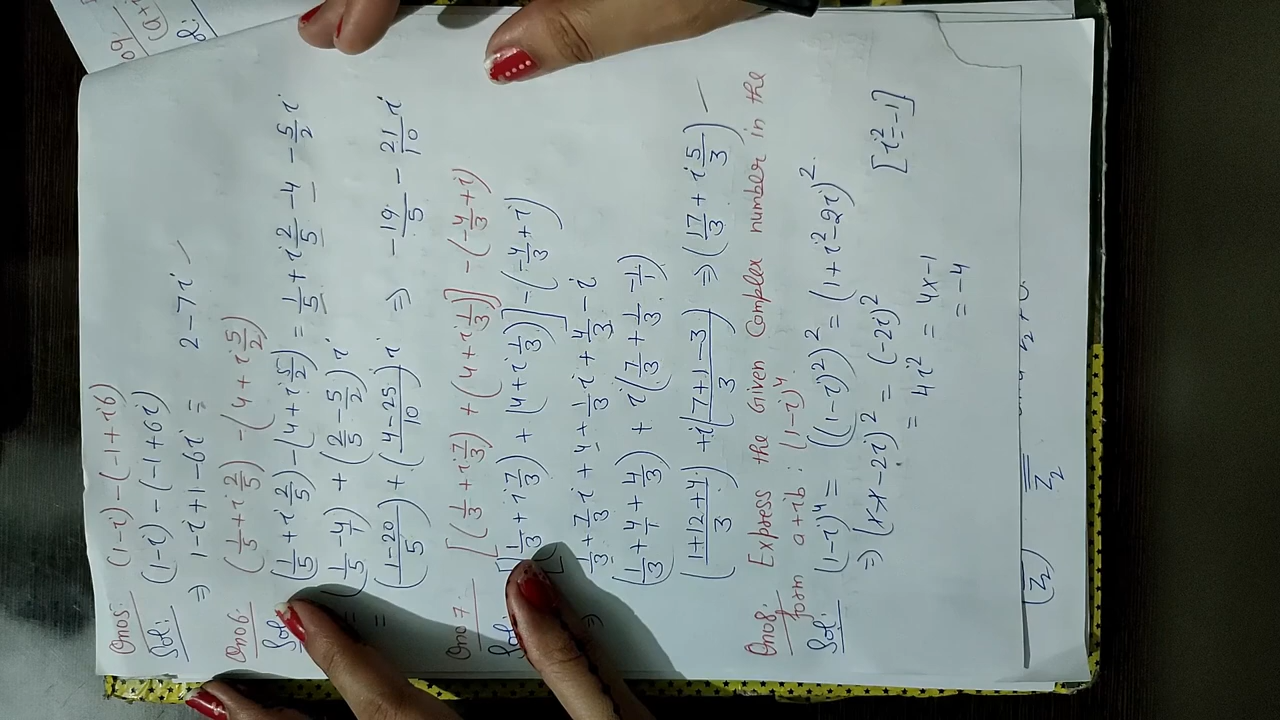 Qno5: (1-i) - (-1+i6)
Sol: (1-i) - (-1+6i)
⇒ 1-i+1-6i = 2-7i
Qno6: (1/5 + i 2/5) - (4 + i 5/2)
Sol: (1/5 + i 2/5) - (4 + i 5/2) = 1/5 + i 2/5 - 4 - 5/2 i
= (1/5 - 4/1) + (2/5 - 5/2) i
= (1-20/5) + (4-25/10) i ⇒ -19/5 - 21/10 i
Qno7: [(1/3 + i 7/3) + (4 + i 1/3)] - (-4/3 + i)
Sol: [(1/3 + i 7/3) + (4 + i 1/3)] - (-4/3 + i)
⇒ [1/3 + 7/3 i + 4 + 1/3 i + 4/3 - i
(1/3 + 4/1 + 4/3) + i (7/3 + 1/3 - 1/1)
(1+12+4/3) + i (7+1-3/3) ⇒ (17/3 + i 5/3)
Qno8: Express the Given Complex number in the
form a+ib : (1-i)^4
Sol: (1-i)^4 = ((1-i)^2)^2 = (1+i^2-2i)^2
⇒ (x-x-2i)^2 = (-2i)^2
= 4i^2 = 4x-1 [i^2=-1]
= -4
(z2) z2